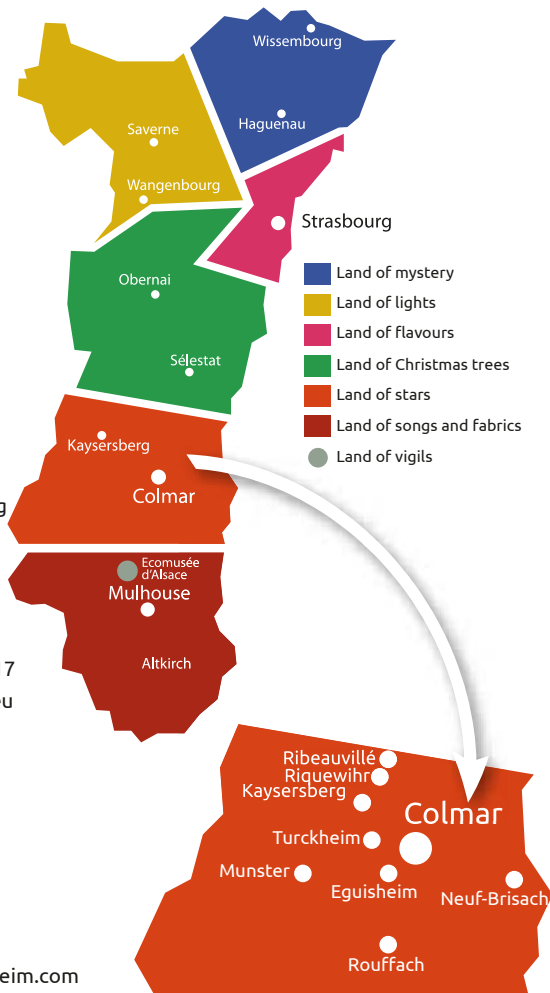 Wissembourg
Haguenau
Saverne
Wangenbourg
Strasbourg
Obernai
Sélestat
Land of mystery
Land of lights
Land of flavours
Land of Christmas trees
Land of stars
Land of songs and fabrics
Land of vigils
Kaysersberg
Colmar
g
Ecomusée
d'Alsace
Mulhouse
Altkirch
7
eu
Ribeauvillé
Riquewihr
Kaysersberg
Colmar
Turckheim
Munster
Eguisheim
Neuf-Brisach
Rouffach
eim.com